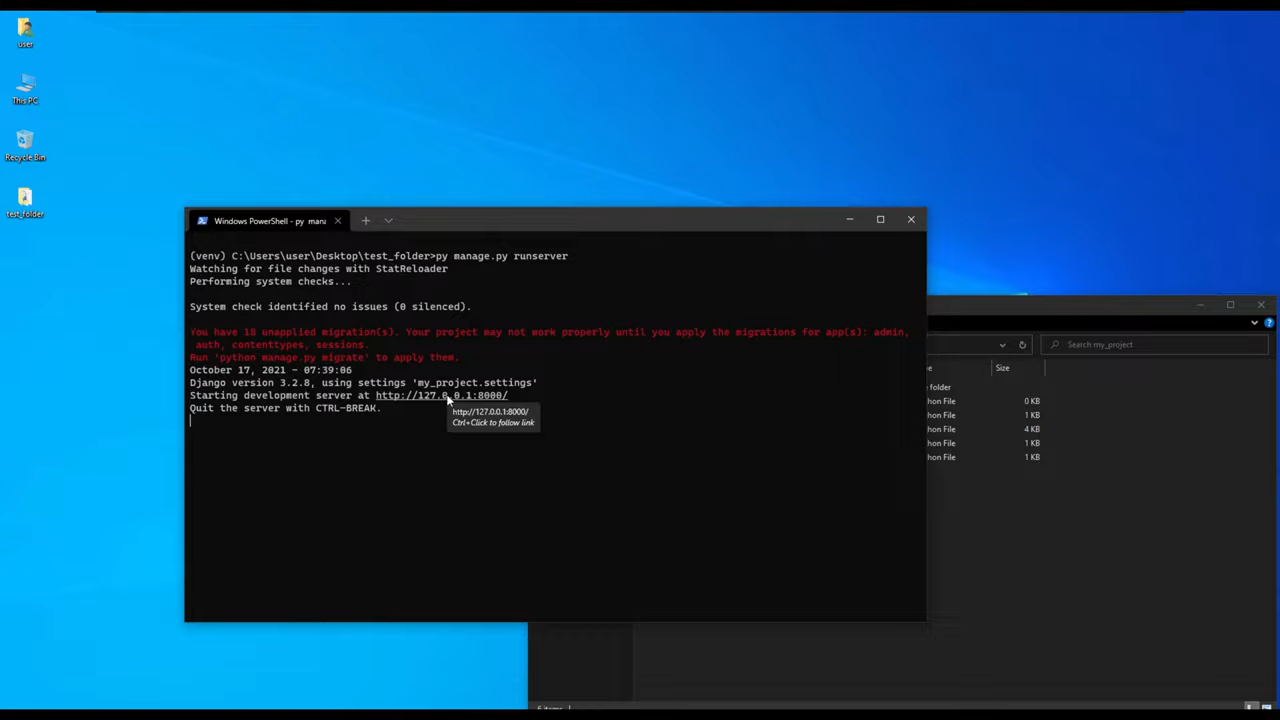 user
This PC
Recycle Bin
test_folder
Windows PowerShell - py mana
(venv) C:\Users\user\Desktop\test_folder>py manage.py runserver
Watching for file changes with StatReloader
Performing system checks...
System check identified no issues (0 silenced).
You have 18 unapplied migration(s). Your project may not work properly until you apply the migrations for app(s): admin,
auth, contenttypes, sessions.
Run 'python manage.py migrate' to apply them.
October 17, 2021 - 07:39:06
Django version 3.2.8, using settings 'my_project.settings'
Starting development server at http://127.0.0.1:8000/
Quit the server with CTRL-BREAK.
http://127.0.0.1:8000/
Ctrl+Click to follow link
Search my_project
Size
folder
hon File 0 KB
hon File 1 KB
hon File 4 KB
hon File 1 KB
hon File 1 KB